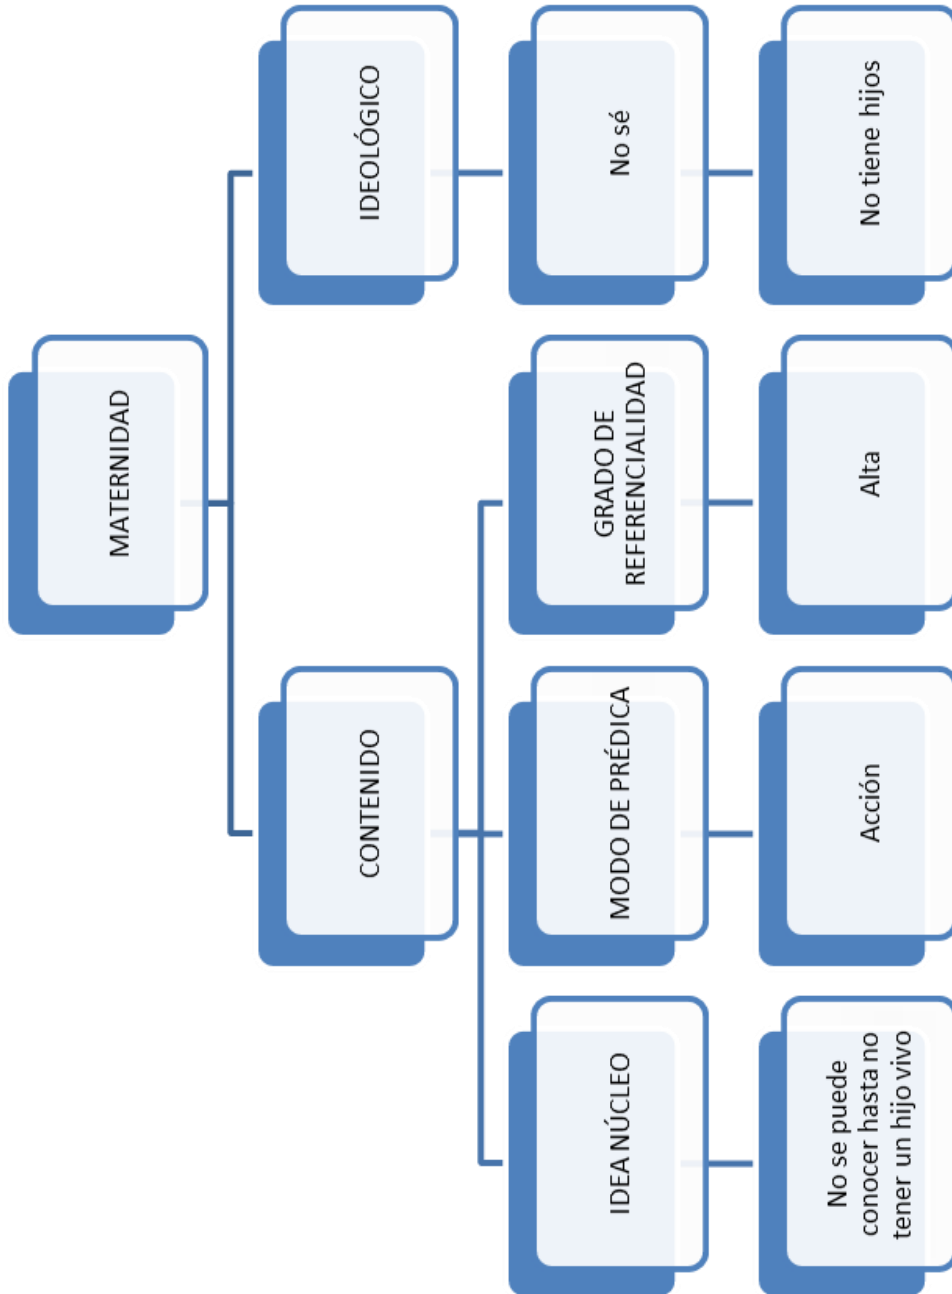 MATERNIDAD
CONTENIDO
IDEOLÓGICO
IDEA NÚCLEO
MODO DE PRÉDICA
GRADO DE
REFERENCIALIDAD
No sé
No se puede
conocer hasta no
tener un hijo vivo
Acción
Alta
No tiene hijos